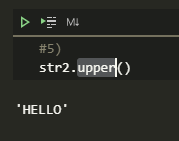 M↓
#5)
str2.upper()
'HELLO'